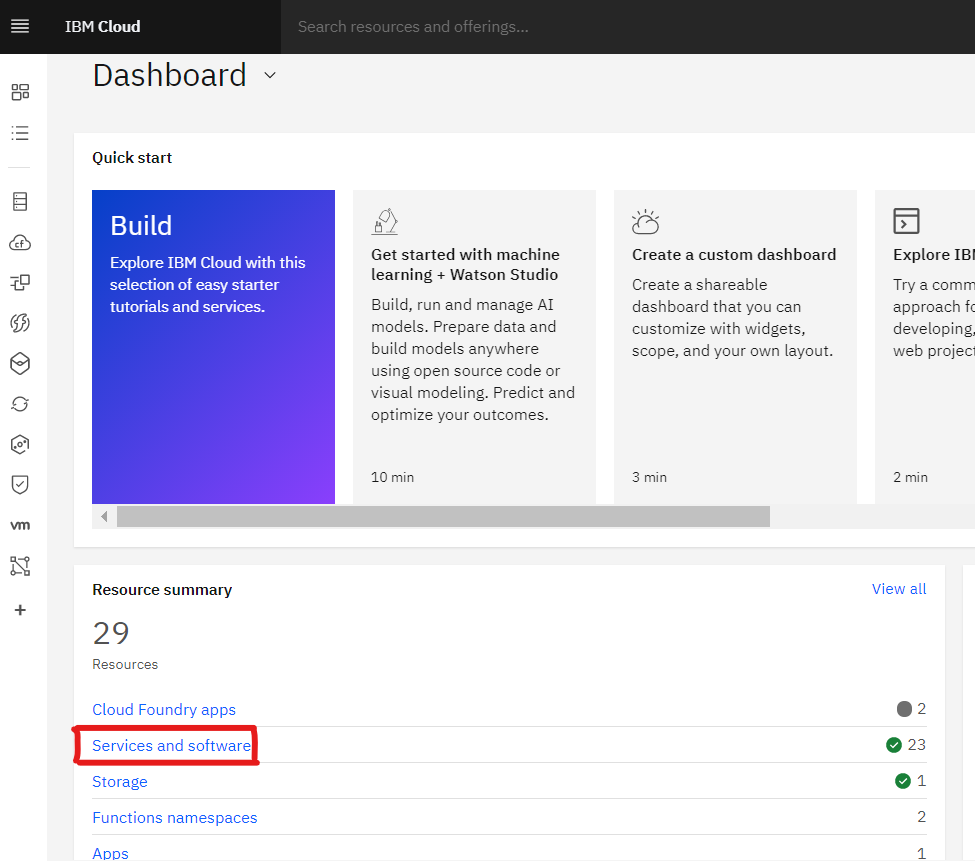 IBM Cloud
Search resources and offerings...
Dashboard
Quick start
Build
Explore IBM Cloud with this
selection of easy starter
tutorials and services.
Get started with machine
learning + Watson Studio
Build, run and manage AI
models. Prepare data and
build models anywhere
using open source code or
visual modeling. Predict and
optimize your outcomes.
10 min
Create a custom dashboard
Create a shareable
dashboard that you can
customize with widgets,
scope, and your own layout.
3 min
Explore IBM
Try a comm
approach fo
developing,
web project
2 min
cf
vm
Resource summary
View all
29
Resources
Cloud Foundry apps 2
Services and software 23
Storage 1
Functions namespaces 2
Apps 1